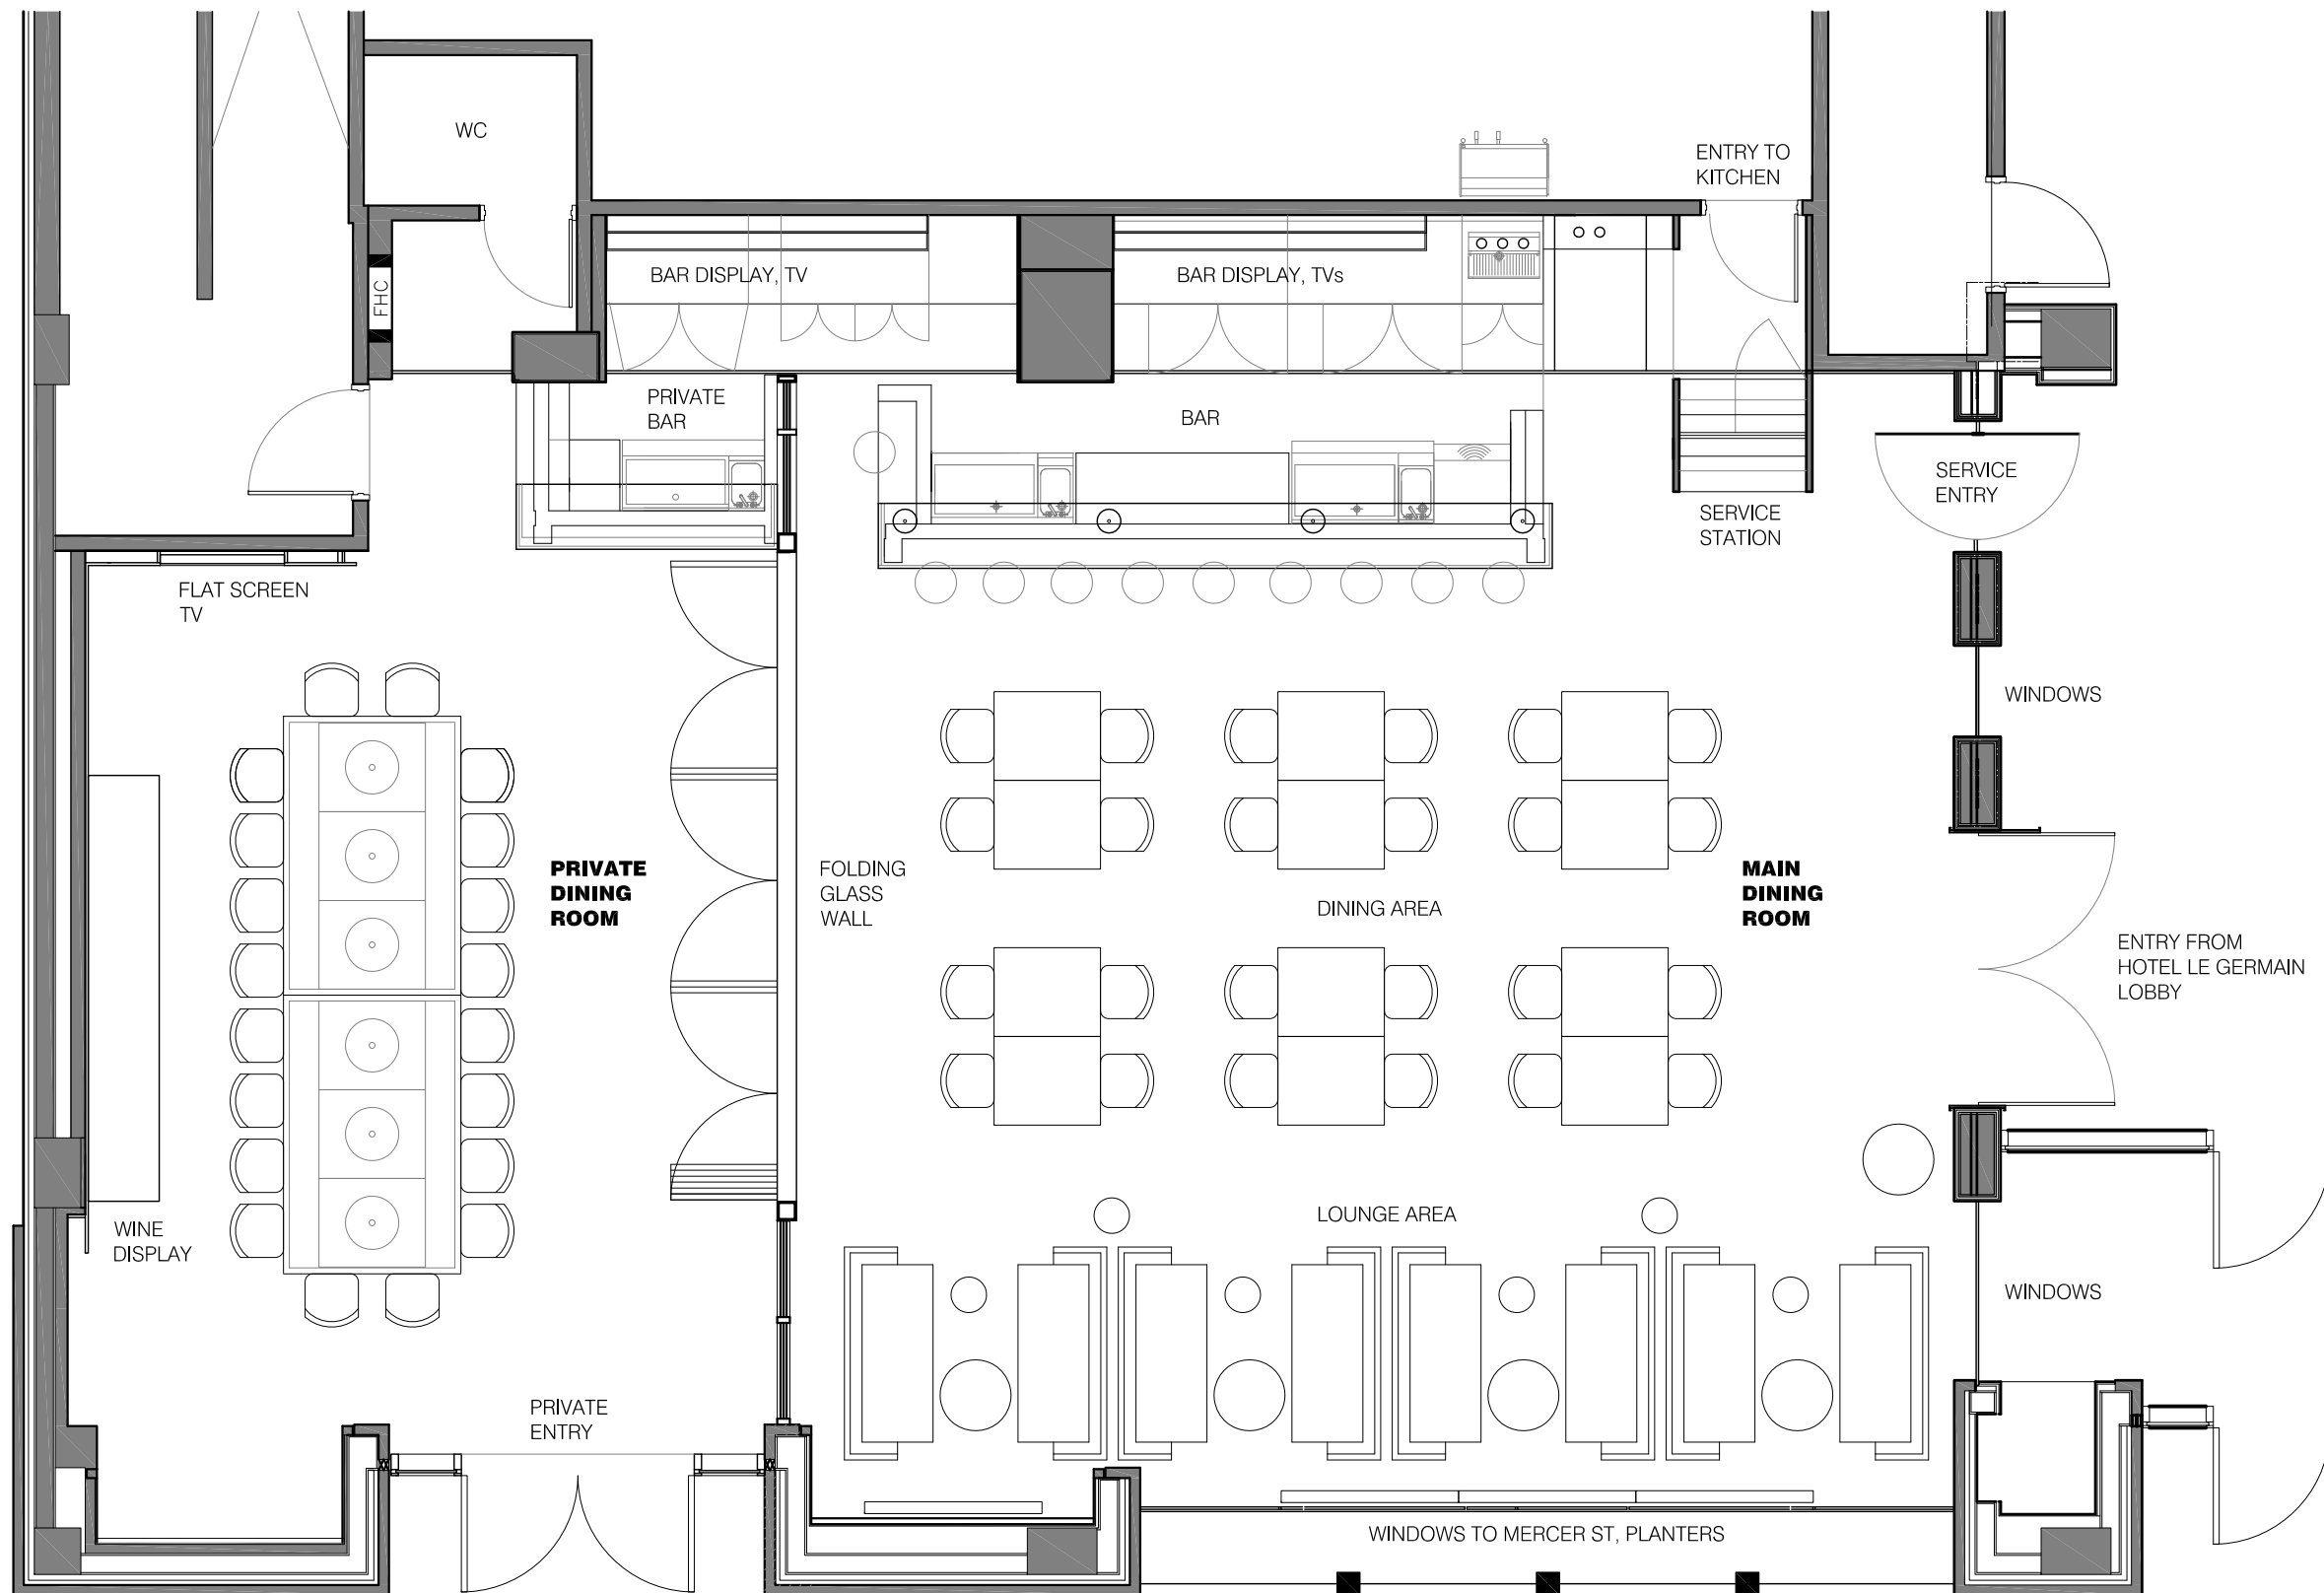 WC
ENTRY TO
KITCHEN
FHC
BAR DISPLAY, TV
BAR DISPLAY, TVs
PRIVATE
BAR
BAR
SERVICE
ENTRY
SERVICE
STATION
FLAT SCREEN
TV
WINDOWS
PRIVATE
DINING
ROOM
FOLDING
GLASS
WALL
DINING AREA
MAIN
DINING
ROOM
ENTRY FROM
HOTEL LE GERMAIN
LOBBY
WINE
DISPLAY
LOUNGE AREA
WINDOWS
PRIVATE
ENTRY
WINDOWS TO MERCER ST, PLANTERS